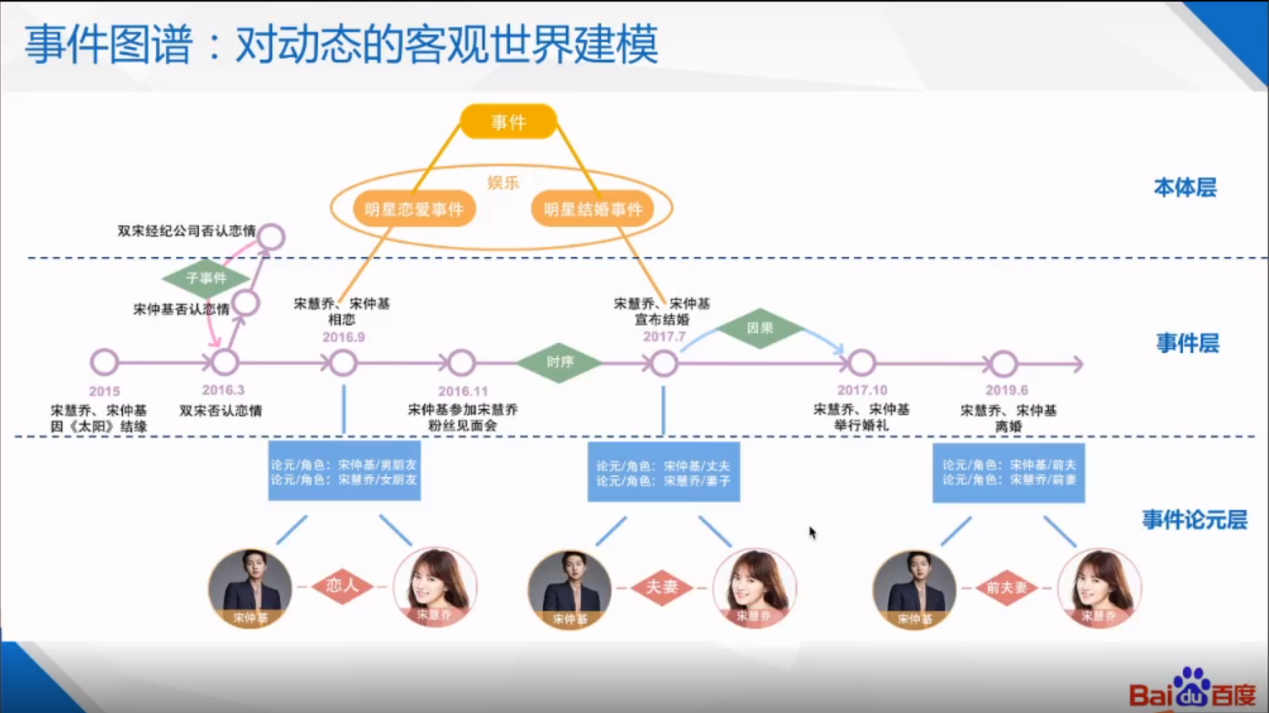 事件图谱：对动态的客观世界建模
事件
娱乐
明星恋爱事件
明星结婚事件
本体层
双宋经纪公司否认恋情
子事件
宋仲基否认恋情
宋慧乔、宋仲基
相恋
2016.9
宋慧乔、宋仲基
宣布结婚
2017.7
因果
事件层
时序
2015
宋慧乔、宋仲基
因《太阳》结缘
2016.3
双宋否认恋情
2016.11
宋仲基参加宋慧乔
粉丝见面会
2017.10
宋慧乔、宋仲基
举行婚礼
2019.6
宋慧乔、宋仲基
离婚
论元/角色：宋仲基/男朋友
论元/角色：宋慧乔/女朋友
论元/角色：宋仲基/丈夫
论元/角色：宋慧乔/妻子
论元/角色：宋仲基/前夫
论元/角色：宋慧乔/前妻
事件论元层
宋仲基
恋人
宋慧乔
宋仲基
夫妻
宋慧乔
宋仲基
前夫妻
宋慧乔
Bai du 百度